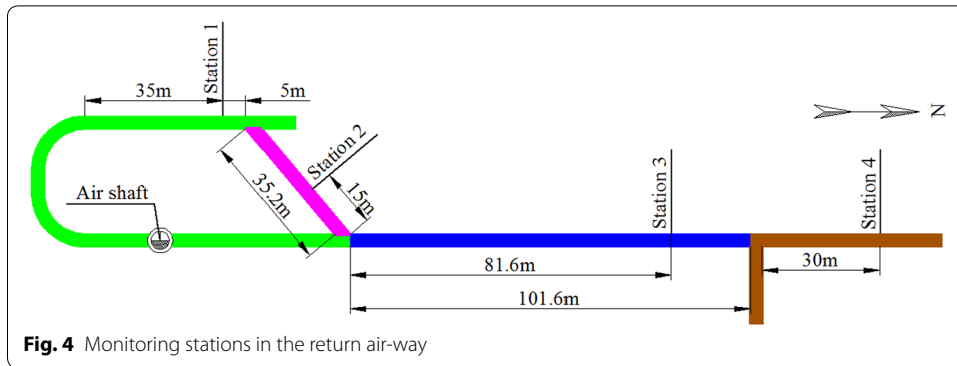 35m
Station 1
5m
Station 2
N
35.2m
15m
Air shaft
Station 3
Station 4
81.6m
30m
101.6m
Fig. 4 Monitoring stations in the return air-way